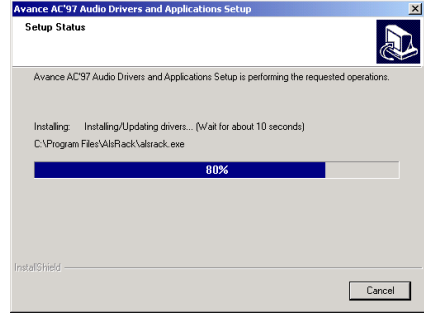 Avance AC'97 Audio Drivers and Applications Setup
Setup Status
Avance AC'97 Audio Drivers and Applications Setup is performing the requested operations.
Installing: Installing/Updating drivers... (Wait for about 10 seconds)
C:\Program Files\AlsRack\alsrack.exe
80%
InstallShield
Cancel